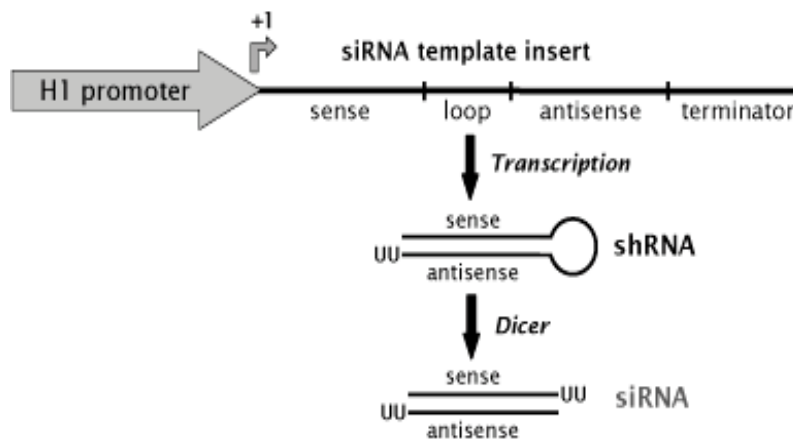 +1
siRNA template insert
H1 promoter
sense loop antisense terminator
Transcription
sense
shRNA
UU
antisense
Dicer
sense
UU
siRNA
UU
antisense